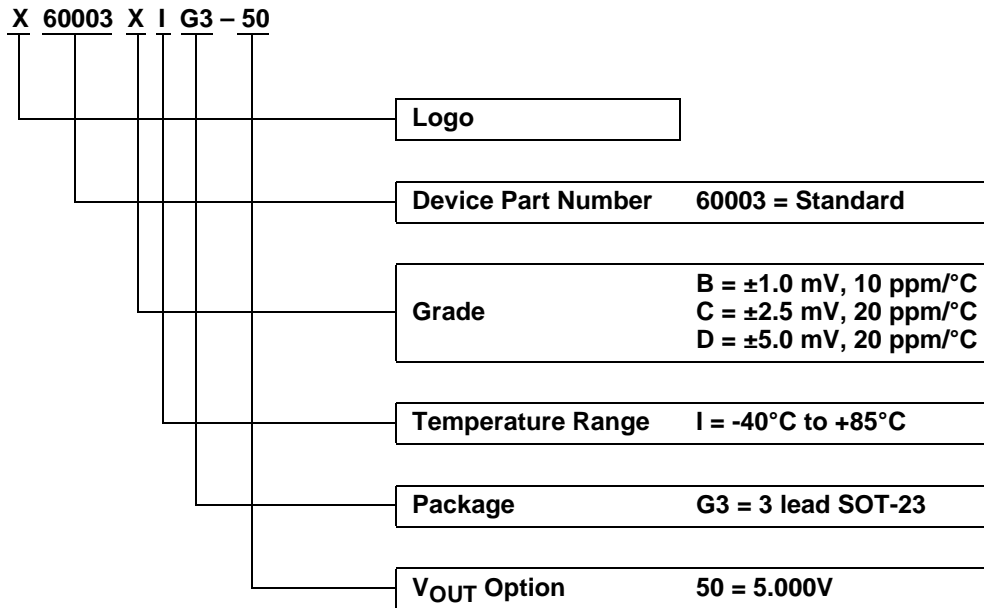 X 60003 X I G3 – 50
Logo
Device Part Number 60003 = Standard
Grade
B = ±1.0 mV, 10 ppm/°C
C = ±2.5 mV, 20 ppm/°C
D = ±5.0 mV, 20 ppm/°C
Temperature Range I = -40°C to +85°C
Package G3 = 3 lead SOT-23
VOUT Option 50 = 5.000V